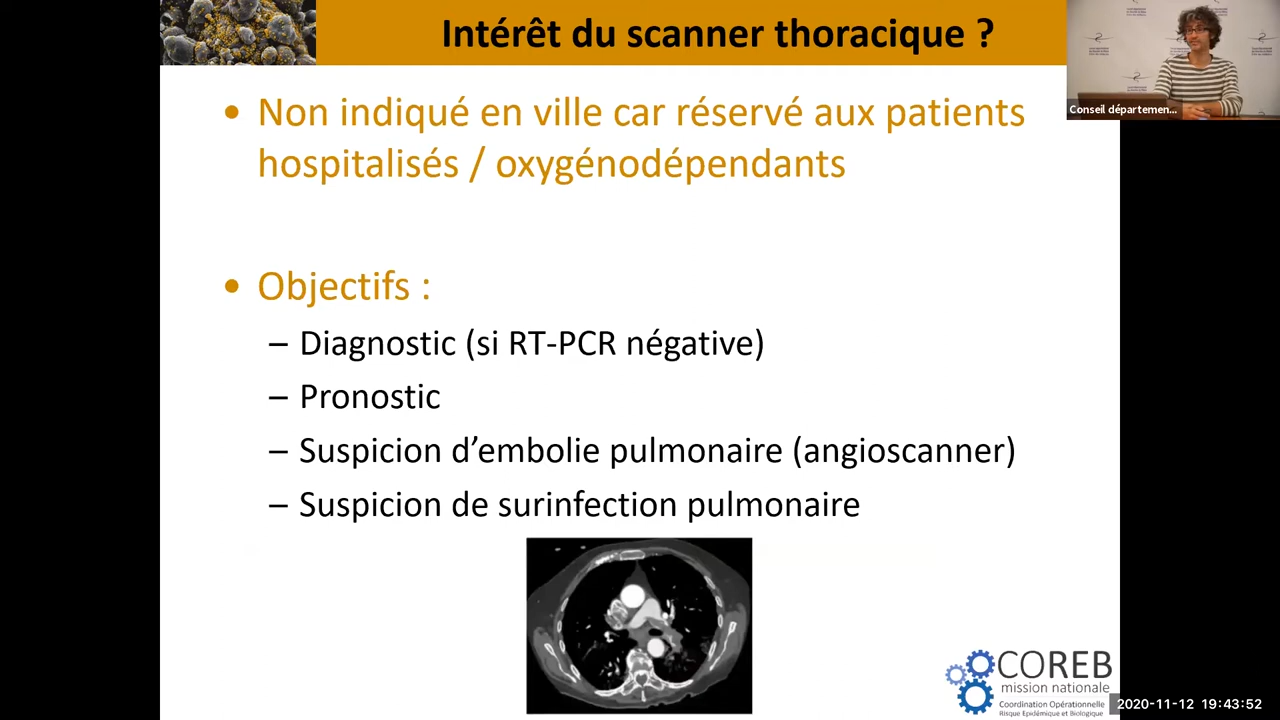 Intérêt du scanner thoracique ?
Conseil départemen...
• Non indiqué en ville car réservé aux patients
hospitalisés / oxygénodépendants
• Objectifs :
– Diagnostic (si RT-PCR négative)
– Pronostic
– Suspicion d’embolie pulmonaire (angioscanner)
– Suspicion de surinfection pulmonaire
COREB
mission nationale
Coordination Opérationnelle
Risque Epidémique et Biologique
2020-11-12 19:43:52